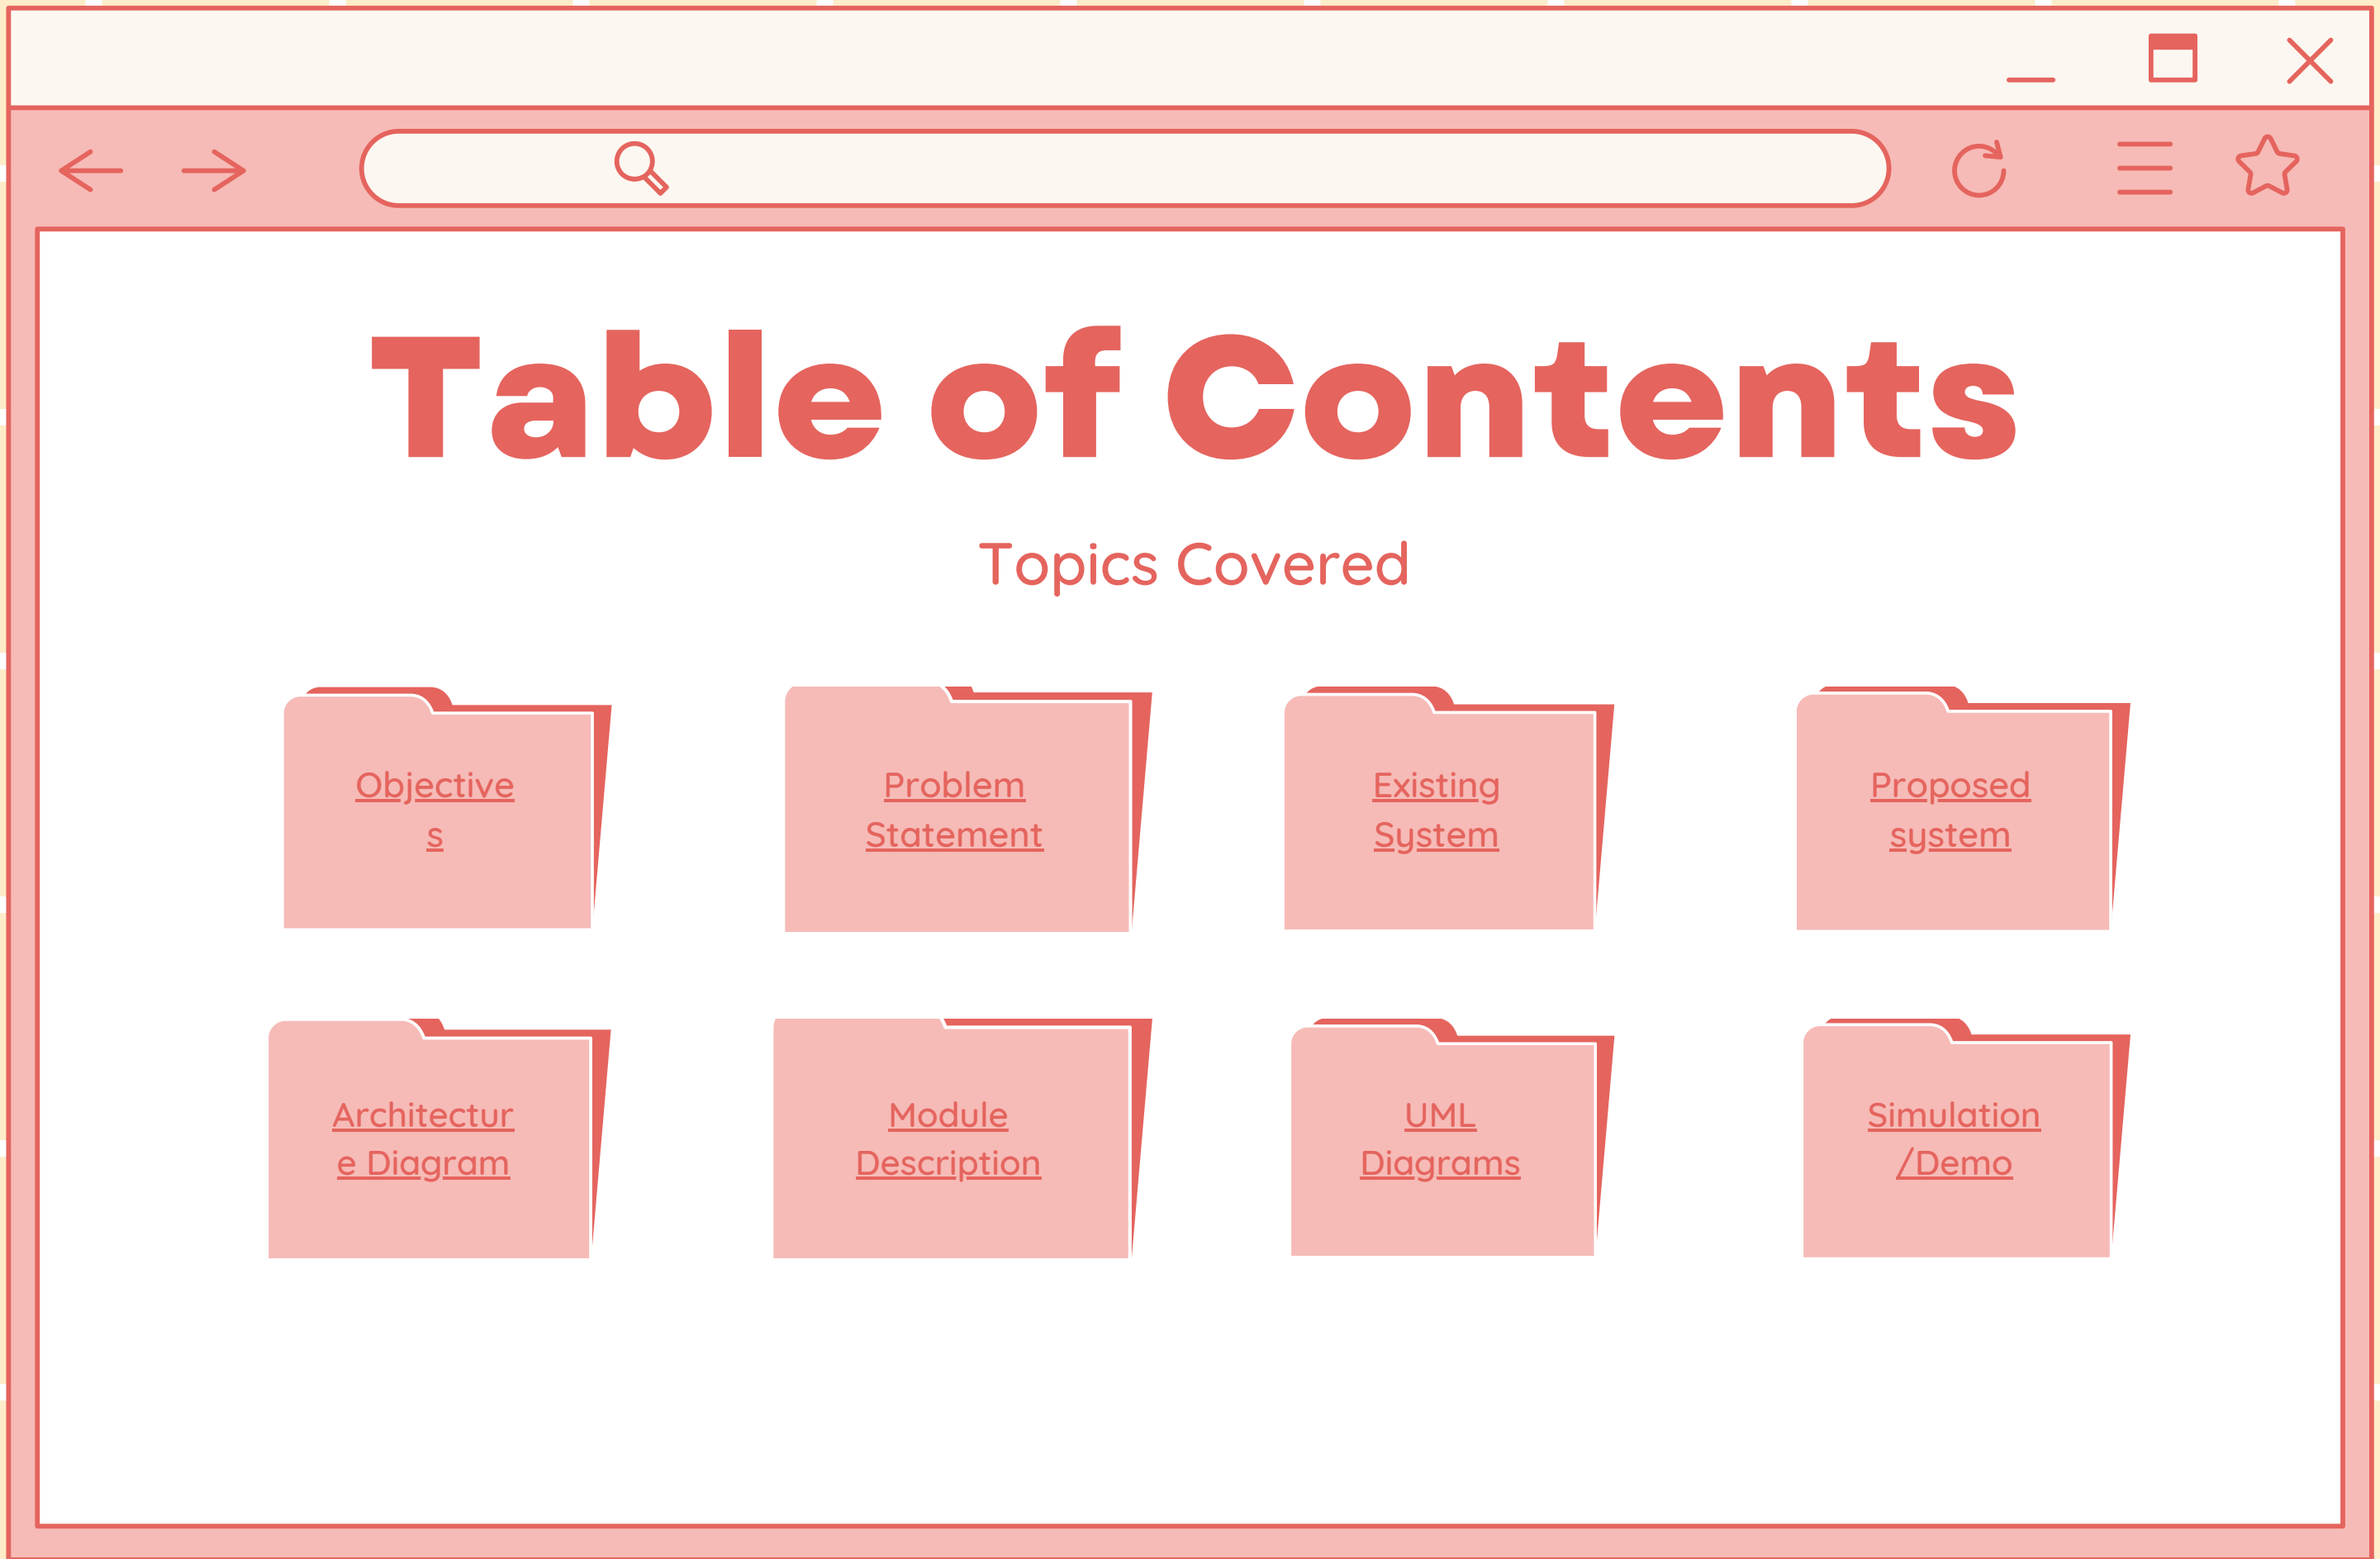 Table of Contents
Topics Covered
Objective
s
Problem
Statement
Existing
System
Proposed
system
Architectur
e Diagram
Module
Description
UML
Diagrams
Simulation
/Demo